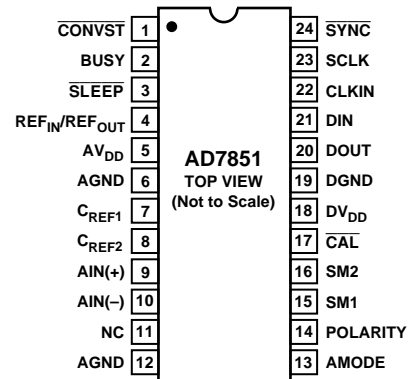 CONVST 1
BUSY 2
SLEEP 3
REFIN/REFOUT 4
AVDD 5
AGND 6
CREF1 7
CREF2 8
AIN(+) 9
AIN(–) 10
NC 11
AGND 12
AD7851
TOP VIEW
(Not to Scale)
24 SYNC
23 SCLK
22 CLKIN
21 DIN
20 DOUT
19 DGND
18 DVDD
17 CAL
16 SM2
15 SM1
14 POLARITY
13 AMODE